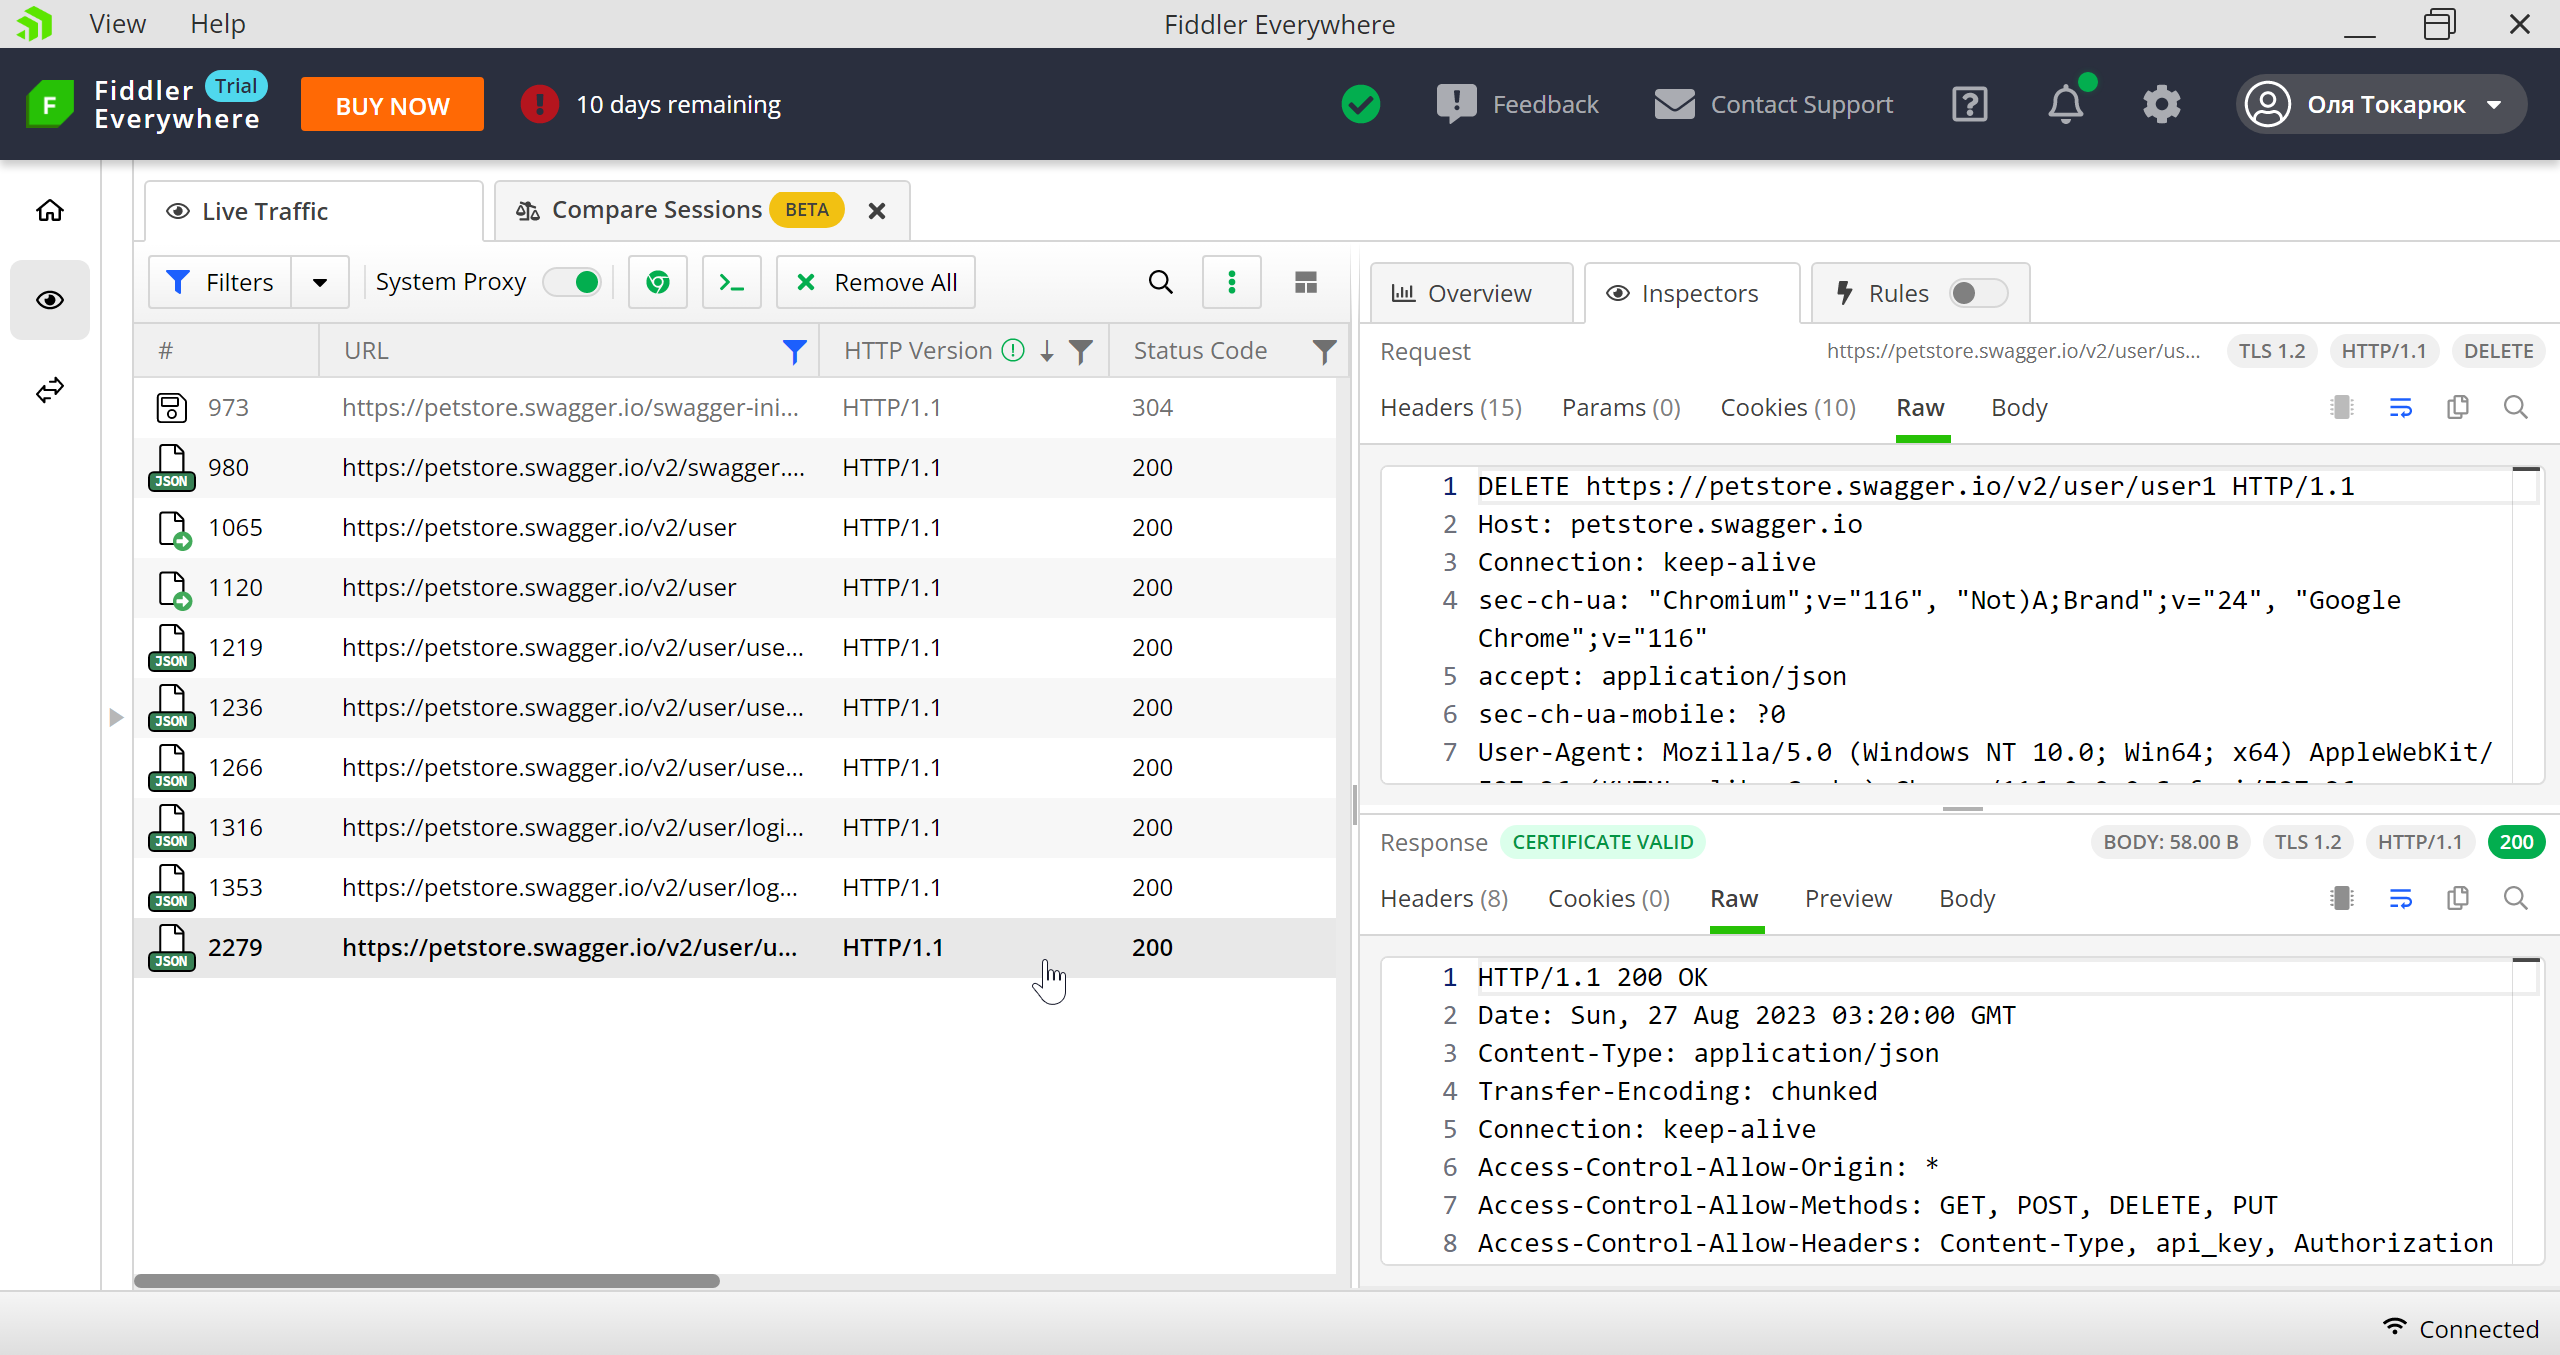 View Help Fiddler Everywhere
Fiddler Everywhere Trial BUY NOW 10 days remaining Feedback Contact Support Оля Токарюк
Live Traffic Compare Sessions BETA
Filters System Proxy Remove All
# URL HTTP Version Status Code
973 https://petstore.swagger.io/swagger-ini... HTTP/1.1 304
JSON 980 https://petstore.swagger.io/v2/swagger.... HTTP/1.1 200
1065 https://petstore.swagger.io/v2/user HTTP/1.1 200
1120 https://petstore.swagger.io/v2/user HTTP/1.1 200
JSON 1219 https://petstore.swagger.io/v2/user/use... HTTP/1.1 200
JSON 1236 https://petstore.swagger.io/v2/user/use... HTTP/1.1 200
JSON 1266 https://petstore.swagger.io/v2/user/use... HTTP/1.1 200
JSON 1316 https://petstore.swagger.io/v2/user/logi... HTTP/1.1 200
JSON 1353 https://petstore.swagger.io/v2/user/log... HTTP/1.1 200
JSON 2279 https://petstore.swagger.io/v2/user/u... HTTP/1.1 200
Overview Inspectors Rules
Request https://petstore.swagger.io/v2/user/us... TLS 1.2 HTTP/1.1 DELETE
Headers (15) Params (0) Cookies (10) Raw Body
1 DELETE https://petstore.swagger.io/v2/user/user1 HTTP/1.1
2 Host: petstore.swagger.io
3 Connection: keep-alive
4 sec-ch-ua: "Chromium";v="116", "Not)A;Brand";v="24", "Google
Chrome";v="116"
5 accept: application/json
6 sec-ch-ua-mobile: ?0
7 User-Agent: Mozilla/5.0 (Windows NT 10.0; Win64; x64) AppleWebKit/
Response CERTIFICATE VALID BODY: 58.00 B TLS 1.2 HTTP/1.1 200
Headers (8) Cookies (0) Raw Preview Body
1 HTTP/1.1 200 OK
2 Date: Sun, 27 Aug 2023 03:20:00 GMT
3 Content-Type: application/json
4 Transfer-Encoding: chunked
5 Connection: keep-alive
6 Access-Control-Allow-Origin: *
7 Access-Control-Allow-Methods: GET, POST, DELETE, PUT
8 Access-Control-Allow-Headers: Content-Type, api_key, Authorization
Connected